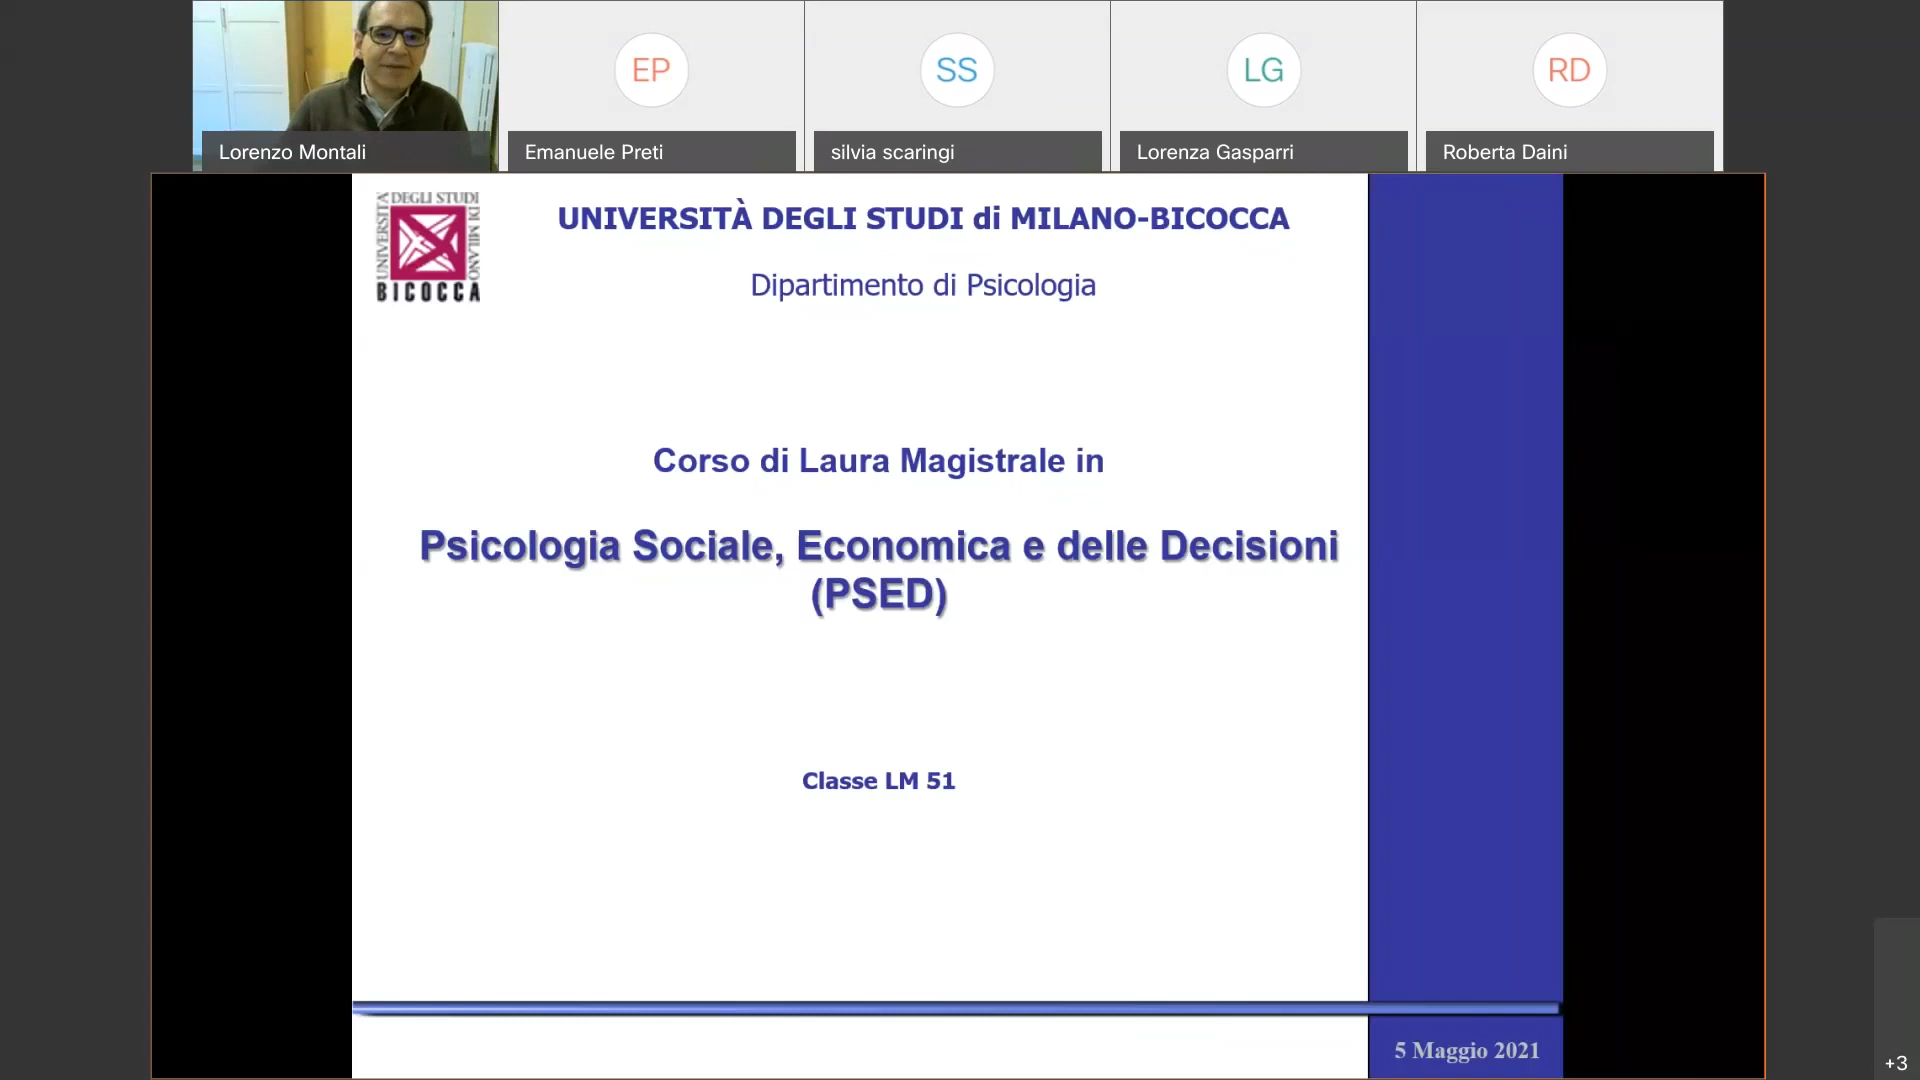 EP
SS
LG
RD
Lorenzo Montali
Emanuele Preti
silvia scaringi
Lorenza Gasparri
Roberta Daini
UNIVERSITÀ DEGLI STUDI DI MILANO
BICOCCA
UNIVERSITÀ DEGLI STUDI di MILANO-BICOCCA
Dipartimento di Psicologia
Corso di Laura Magistrale in
Psicologia Sociale, Economica e delle Decisioni
(PSED)
Classe LM 51
5 Maggio 2021
+3